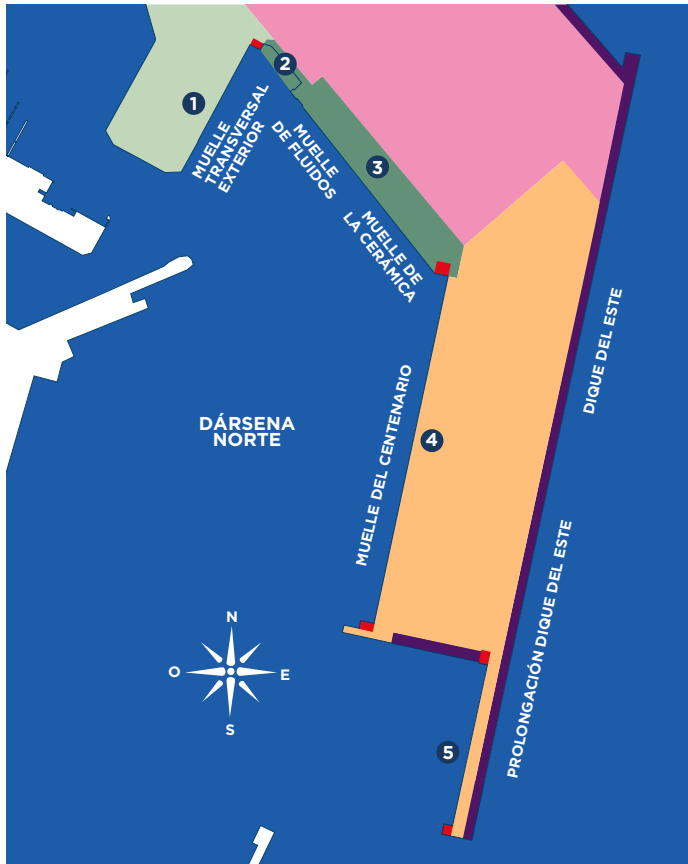 1
2
3
MUELLE
TRANSVERSAL
EXTERIOR
MUELLE
DE FLUIDOS
MUELLE DE
LA CERÁMICA
DIQUE DEL ESTE
DÁRSENA
NORTE
MUELLE DEL CENTENARIO
4
PROLONGACIÓN DIQUE DEL ESTE
N
O
E
S
5